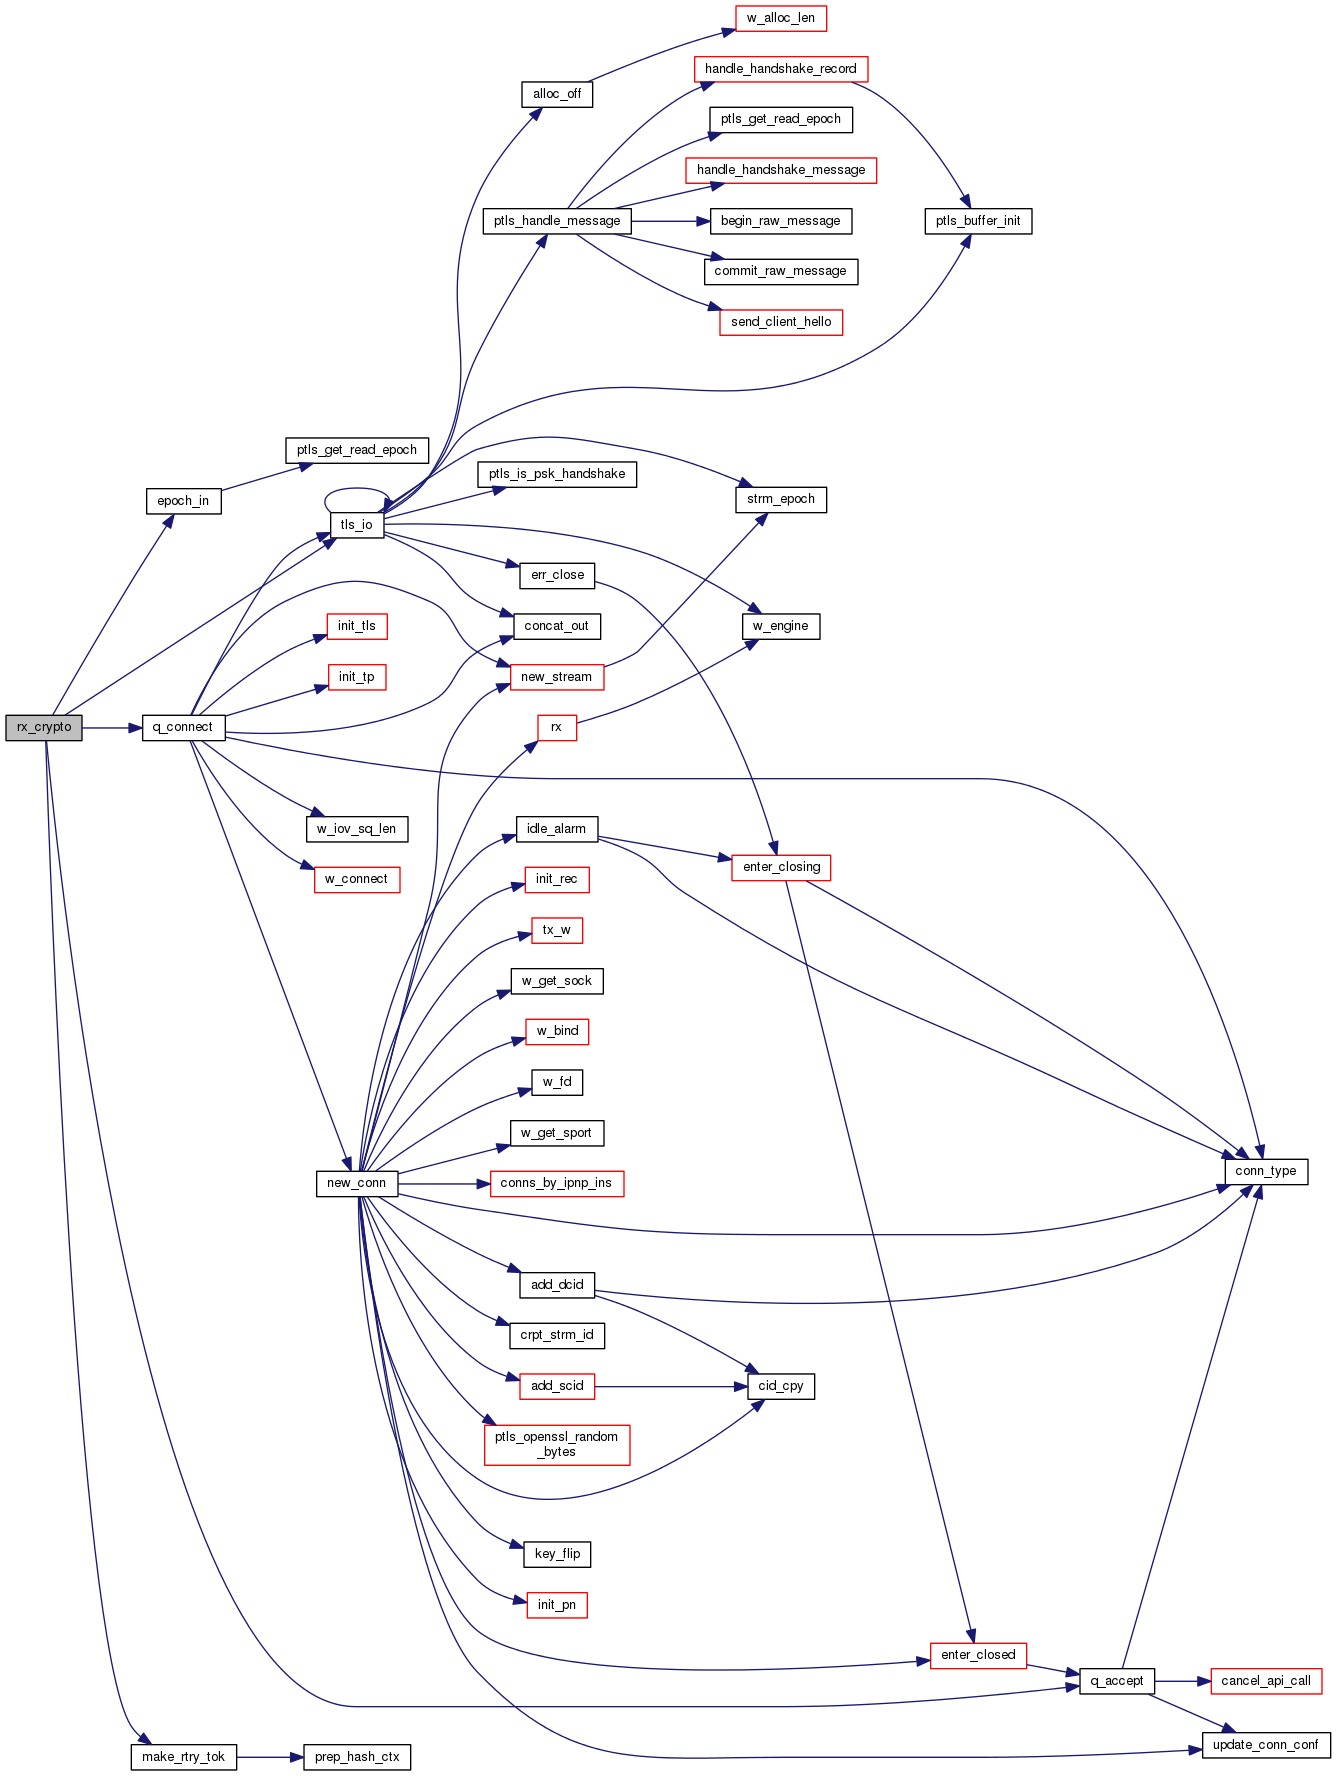 w_alloc_len
handle_handshake_record
alloc_off
ptls_get_read_epoch
handle_handshake_message
ptls_handle_message
begin_raw_message
ptls_buffer_init
commit_raw_message
send_client_hello
ptls_get_read_epoch
ptls_is_psk_handshake
epoch_in
strm_epoch
tls_io
err_close
init_tls
concat_out
w_engine
init_tp
new_stream
rx_crypto
q_connect
rx
w_iov_sq_len
idle_alarm
enter_closing
w_connect
init_rec
tx_w
w_get_sock
w_bind
w_fd
w_get_sport
conn_type
new_conn
conns_by_ipnp_ins
add_dcid
crpt_strm_id
add_scid
cid_cpy
ptls_openssl_random
_bytes
key_flip
init_pn
enter_closed
q_accept
cancel_api_call
update_conn_conf
make_rtry_tok
prep_hash_ctx